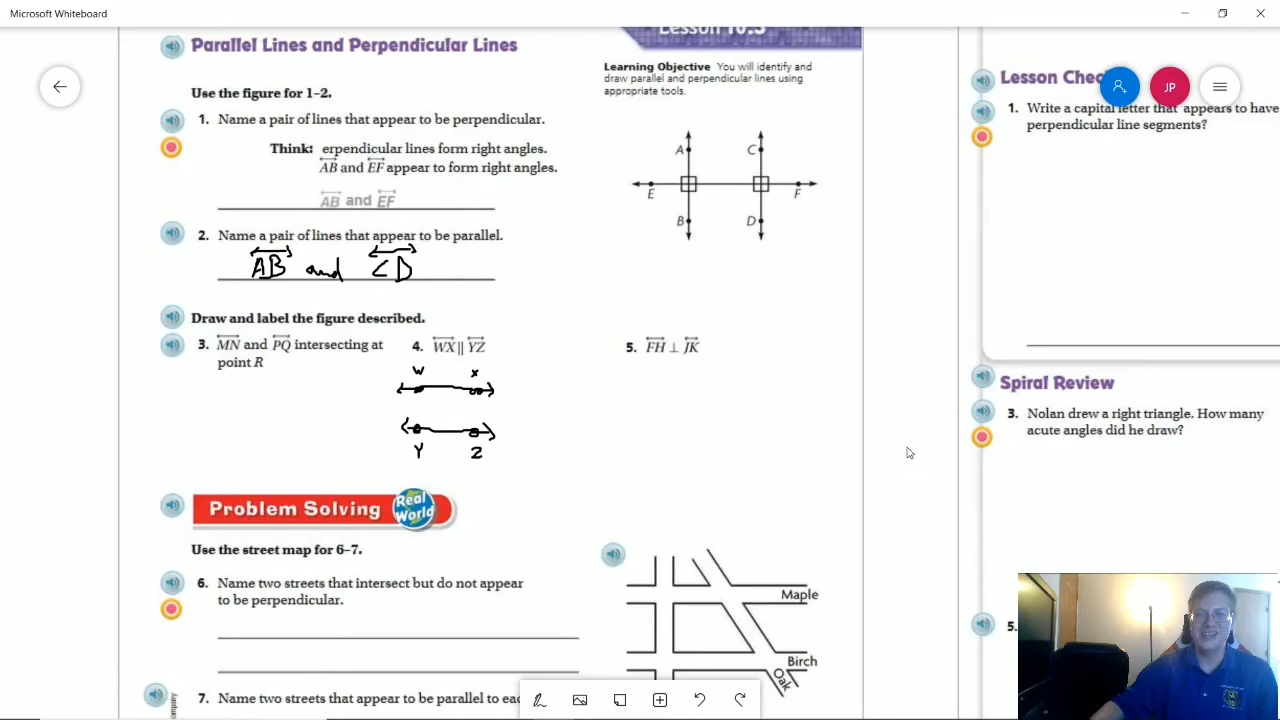 Microsoft Whiteboard
Parallel Lines and Perpendicular Lines
Lesson 10.3
Learning Objective You will identify and
draw parallel and perpendicular lines using
appropriate tools.
Use the figure for 1–2.
1. Name a pair of lines that appear to be perpendicular.
Think: erpendicular lines form right angles.
AB and EF appear to form right angles.
AB and EF
A
C
E
F
B
D
2. Name a pair of lines that appear to be parallel.
AB and CD
Draw and label the figure described.
3. MN and PQ intersecting at
point R
4. WX || YZ
W X
Y Z
5. FH ⊥ JK
Problem Solving
Real
World
Use the street map for 6–7.
6. Name two streets that intersect but do not appear
to be perpendicular.
Maple
Birch
Oak
7. Name two streets that appear to be parallel to
company
Lesson
JP
1. Write a capital letter that appears to have
perpendicular line segments?
Spiral Review
3. Nolan drew a right triangle. How many
acute angles did he draw?
5.